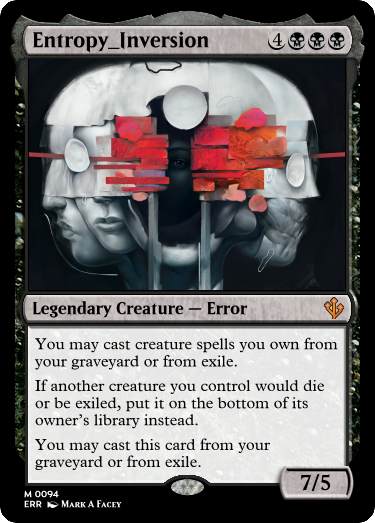 Entropy_Inversion 4
Legendary Creature — Error
You may cast creature spells you own from
your graveyard or from exile.
If another creature you control would die
or be exiled, put it on the bottom of its
owner's library instead.
You may cast this card from your
graveyard or from exile.
7/5
M 0094
ERR MARK A FACEY